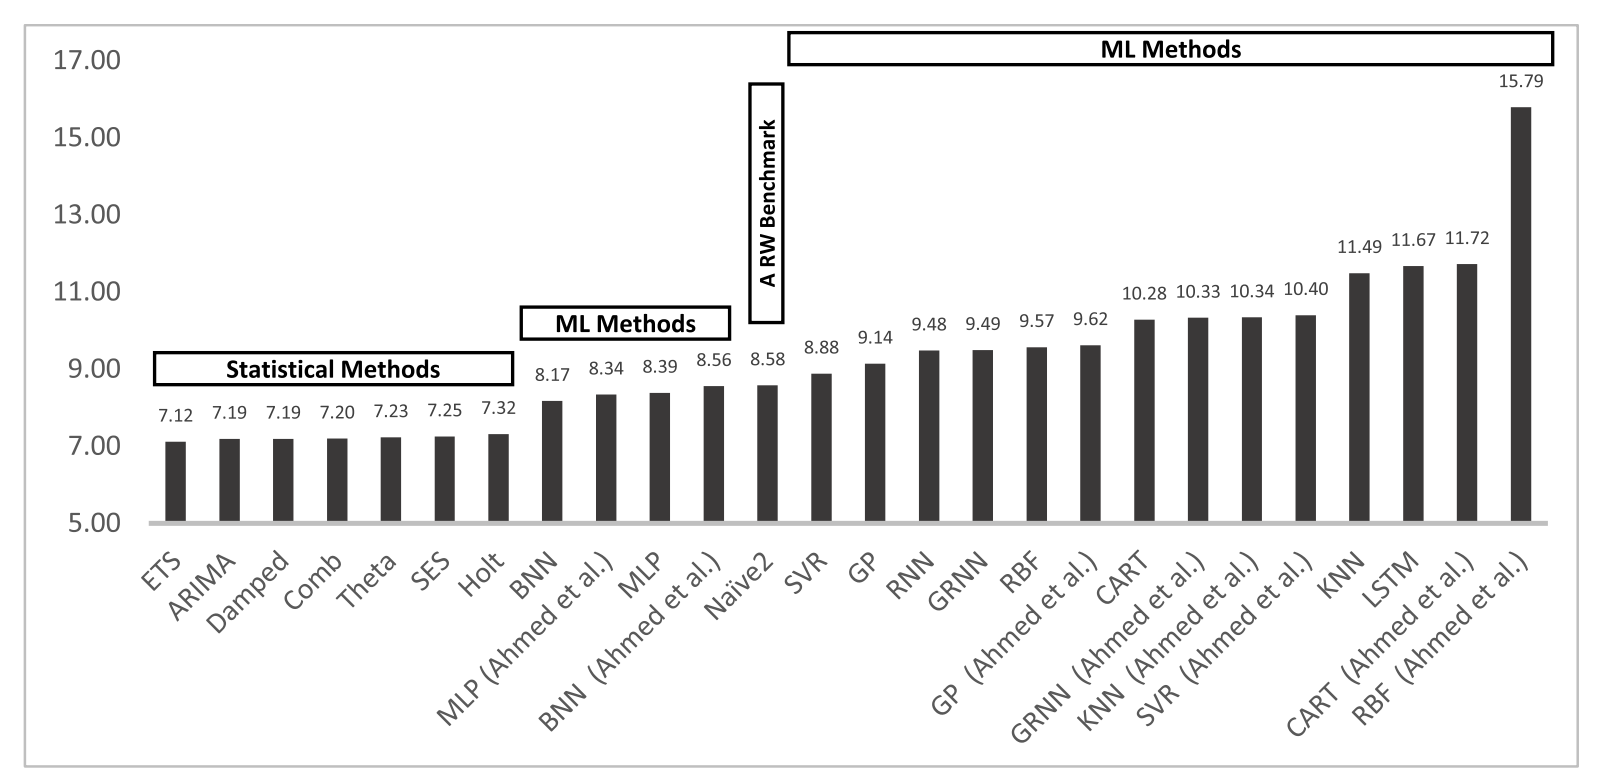 ML Methods
17.00
15.79
15.00
A RW Benchmark
13.00
11.49 11.67 11.72
11.00
10.28 10.33 10.34 10.40
ML Methods
9.48 9.49 9.57 9.62
8.88 9.14
9.00
Statistical Methods
8.17 8.34 8.39 8.56 8.58
7.12 7.19 7.19 7.20 7.23 7.25 7.32
7.00
5.00
ETS
ARIMA
Damped
Comb
Theta
SES
Holt
BNN
MLP (Ahmed et al.)
MLP
BNN (Ahmed et al.)
Naïve2
SVR
GP
RNN
GRNN
RBF
GP (Ahmed et al.)
CART
GRNN (Ahmed et al.)
KNN (Ahmed et al.)
SVR (Ahmed et al.)
KNN
LSTM
CART (Ahmed et al.)
RBF (Ahmed et al.)